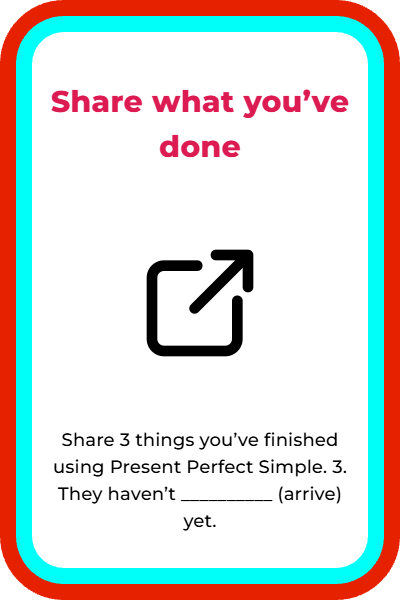 Share what you’ve
done
Share 3 things you’ve finished
using Present Perfect Simple. 3.
They haven’t __________ (arrive)
yet.